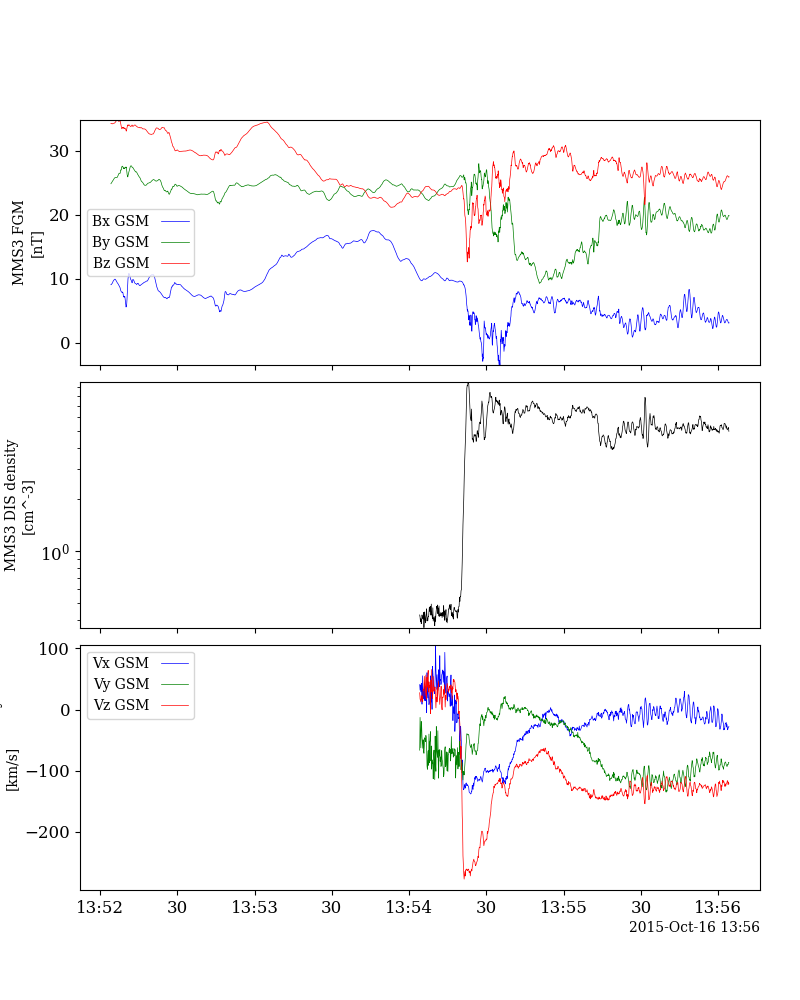 MMS3 FGM
[nT]
30
20
10
0
Bx GSM
By GSM
Bz GSM
MMS3 DIS density
[cm^-3]
10^0
[km/s]
100
0
−100
−200
Vx GSM
Vy GSM
Vz GSM
13:52 30 13:53 30 13:54 30 13:55 30 13:56
2015-Oct-16 13:56